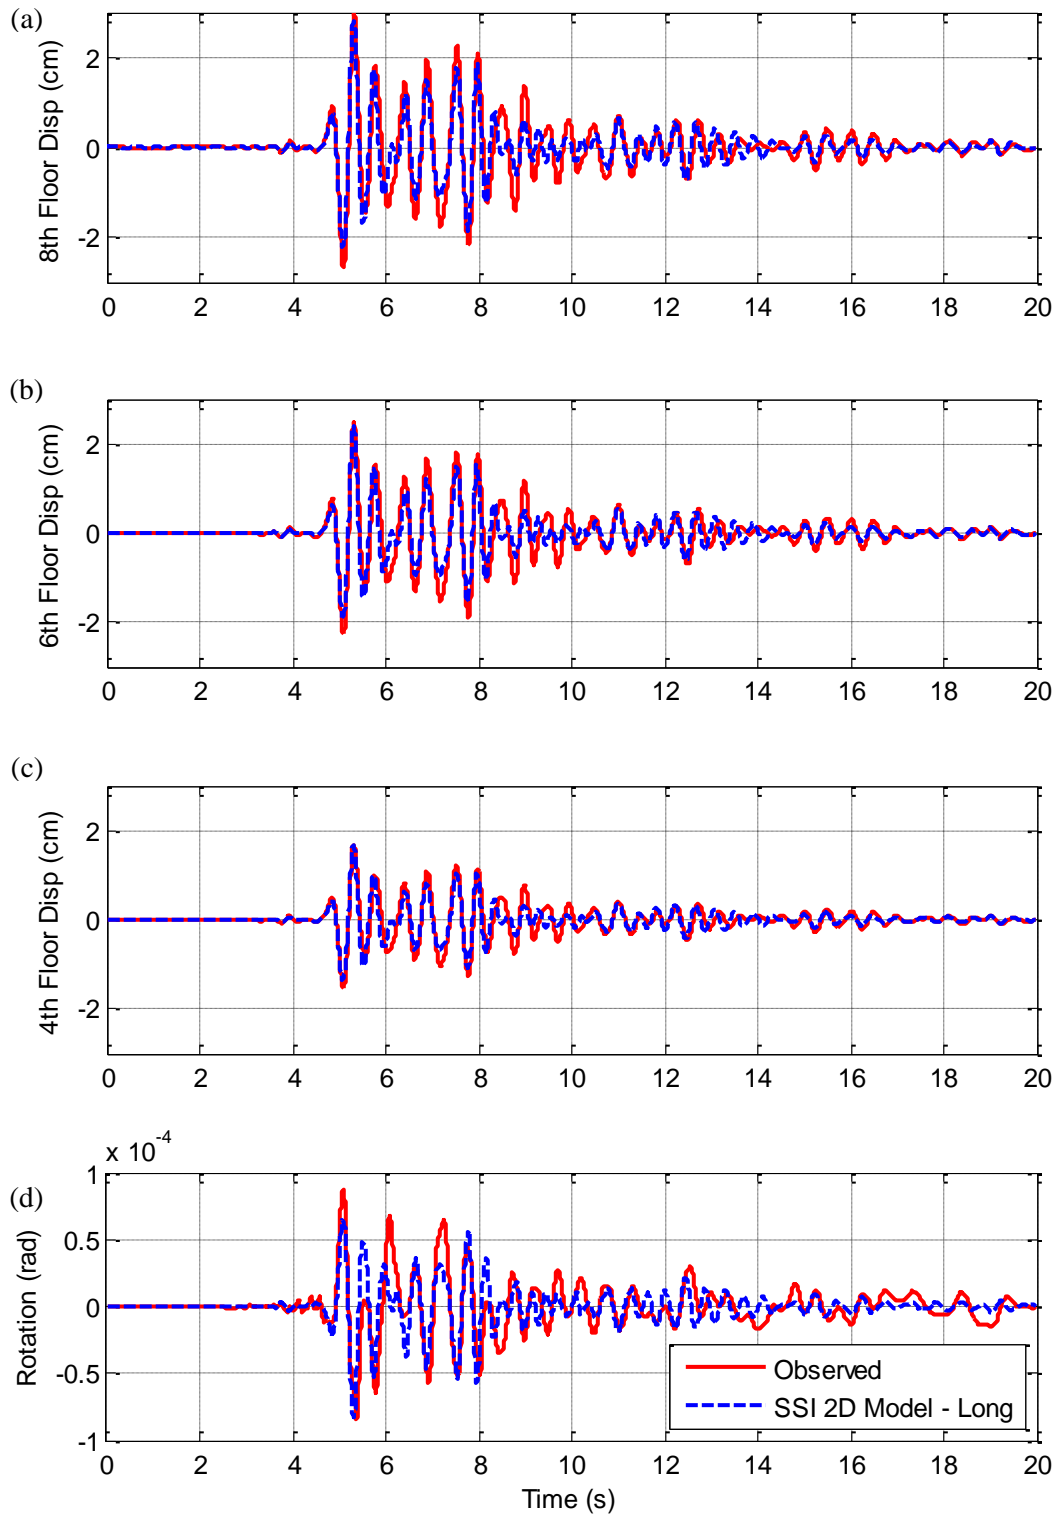 (a)
8th Floor Disp (cm)
2
0
-2
0 2 4 6 8 10 12 14 16 18 20
(b)
6th Floor Disp (cm)
2
0
-2
0 2 4 6 8 10 12 14 16 18 20
(c)
4th Floor Disp (cm)
2
0
-2
0 2 4 6 8 10 12 14 16 18 20
x 10^-4
(d)
Rotation (rad)
1
0.5
0
-0.5
-1
Observed
SSI 2D Model - Long
0 2 4 6 8 10 12 14 16 18 20
Time (s)